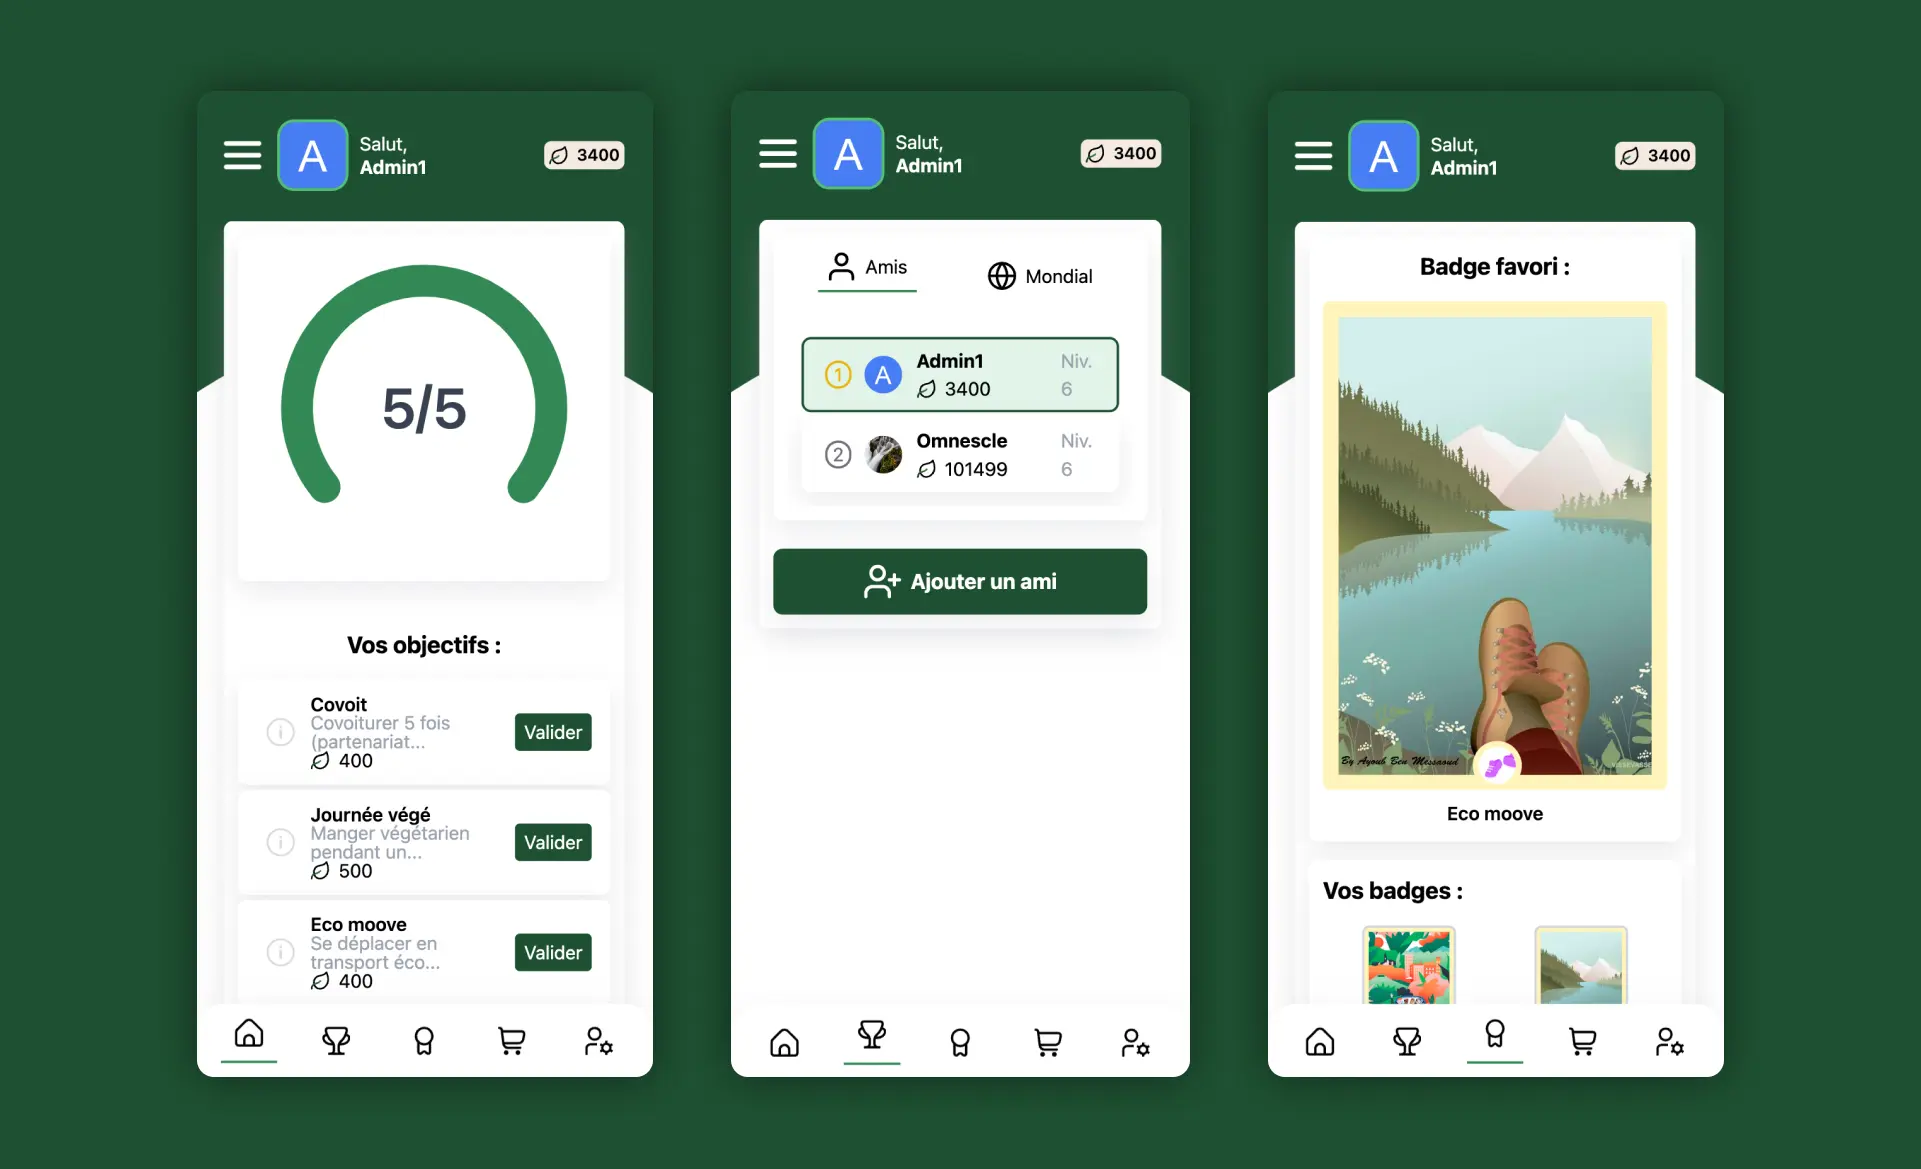 A
Salut,
Admin1
3400
5/5
Vos objectifs :
Covoit
Covoiturer 5 fois
(partenariat...
400
Valider
Journée végé
Manger végétarien
pendant un...
500
Valider
Eco moove
Se déplacer en
transport éco...
400
Valider
A
Salut,
Admin1
3400
Amis
Mondial
1
A
Admin1
3400
Niv.
6
2
Omnescle
101499
Niv.
6
Ajouter un ami
A
Salut,
Admin1
3400
Badge favori :
By Ayoub Ben Messaoud
Eco moove
Vos badges :